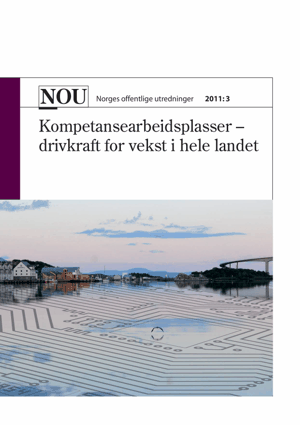 NOU Norges offentlige utredninger 2011: 3
Kompetansearbeidsplasser –
drivkraft for vekst i hele landet